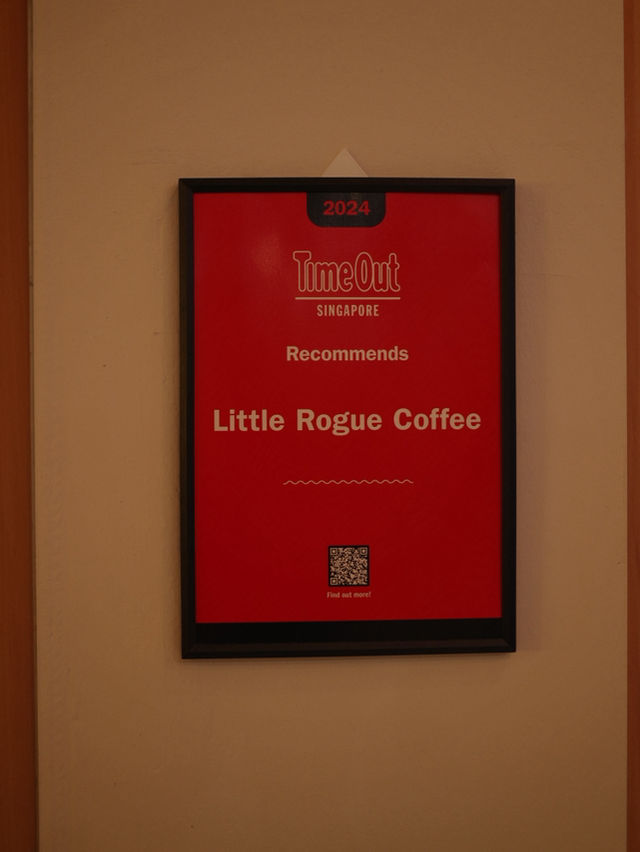 2024
TimeOut
SINGAPORE
Recommends
Little Rogue Coffee
Find out more!